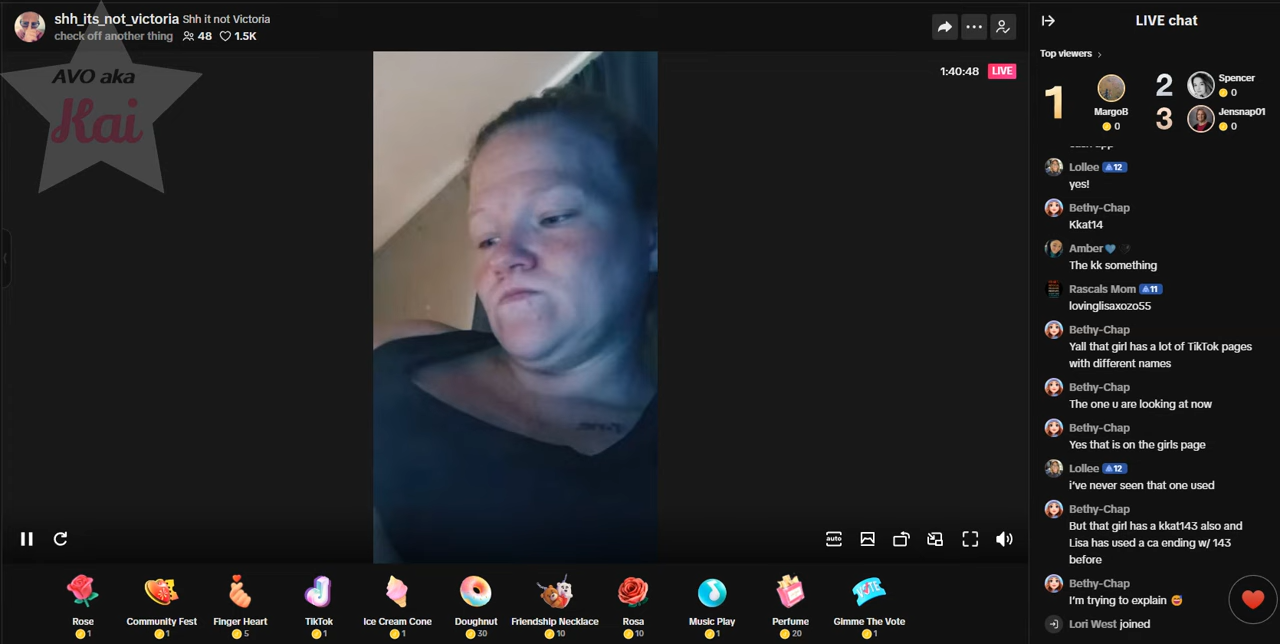 shh_its_not_victoria Shh it not Victoria
check off another thing 48 1.5K
AVO aka
Kai
1:40:48 LIVE
LIVE chat
Top viewers
1
MargoB
0
2
Spencer
0
3
Jensnap01
0
Lollee 12
yes!
Bethy-Chap
Kkat14
Amber
The kk something
Rascals Mom 11
lovinglisaxozo55
Bethy-Chap
Yall that girl has a lot of TikTok pages
with different names
Bethy-Chap
The one u are looking at now
Bethy-Chap
Yes that is on the girls page
Lollee 12
i've never seen that one used
Bethy-Chap
But that girl has a kkat143 also and
Lisa has used a ca ending w/ 143
before
Bethy-Chap
I'm trying to explain
Lori West joined
auto
Rose
1
Community Fest
1
Finger Heart
5
TikTok
1
Ice Cream Cone
1
Doughnut
30
Friendship Necklace
10
Rosa
10
Music Play
1
Perfume
20
VOTE
Gimme The Vote
1